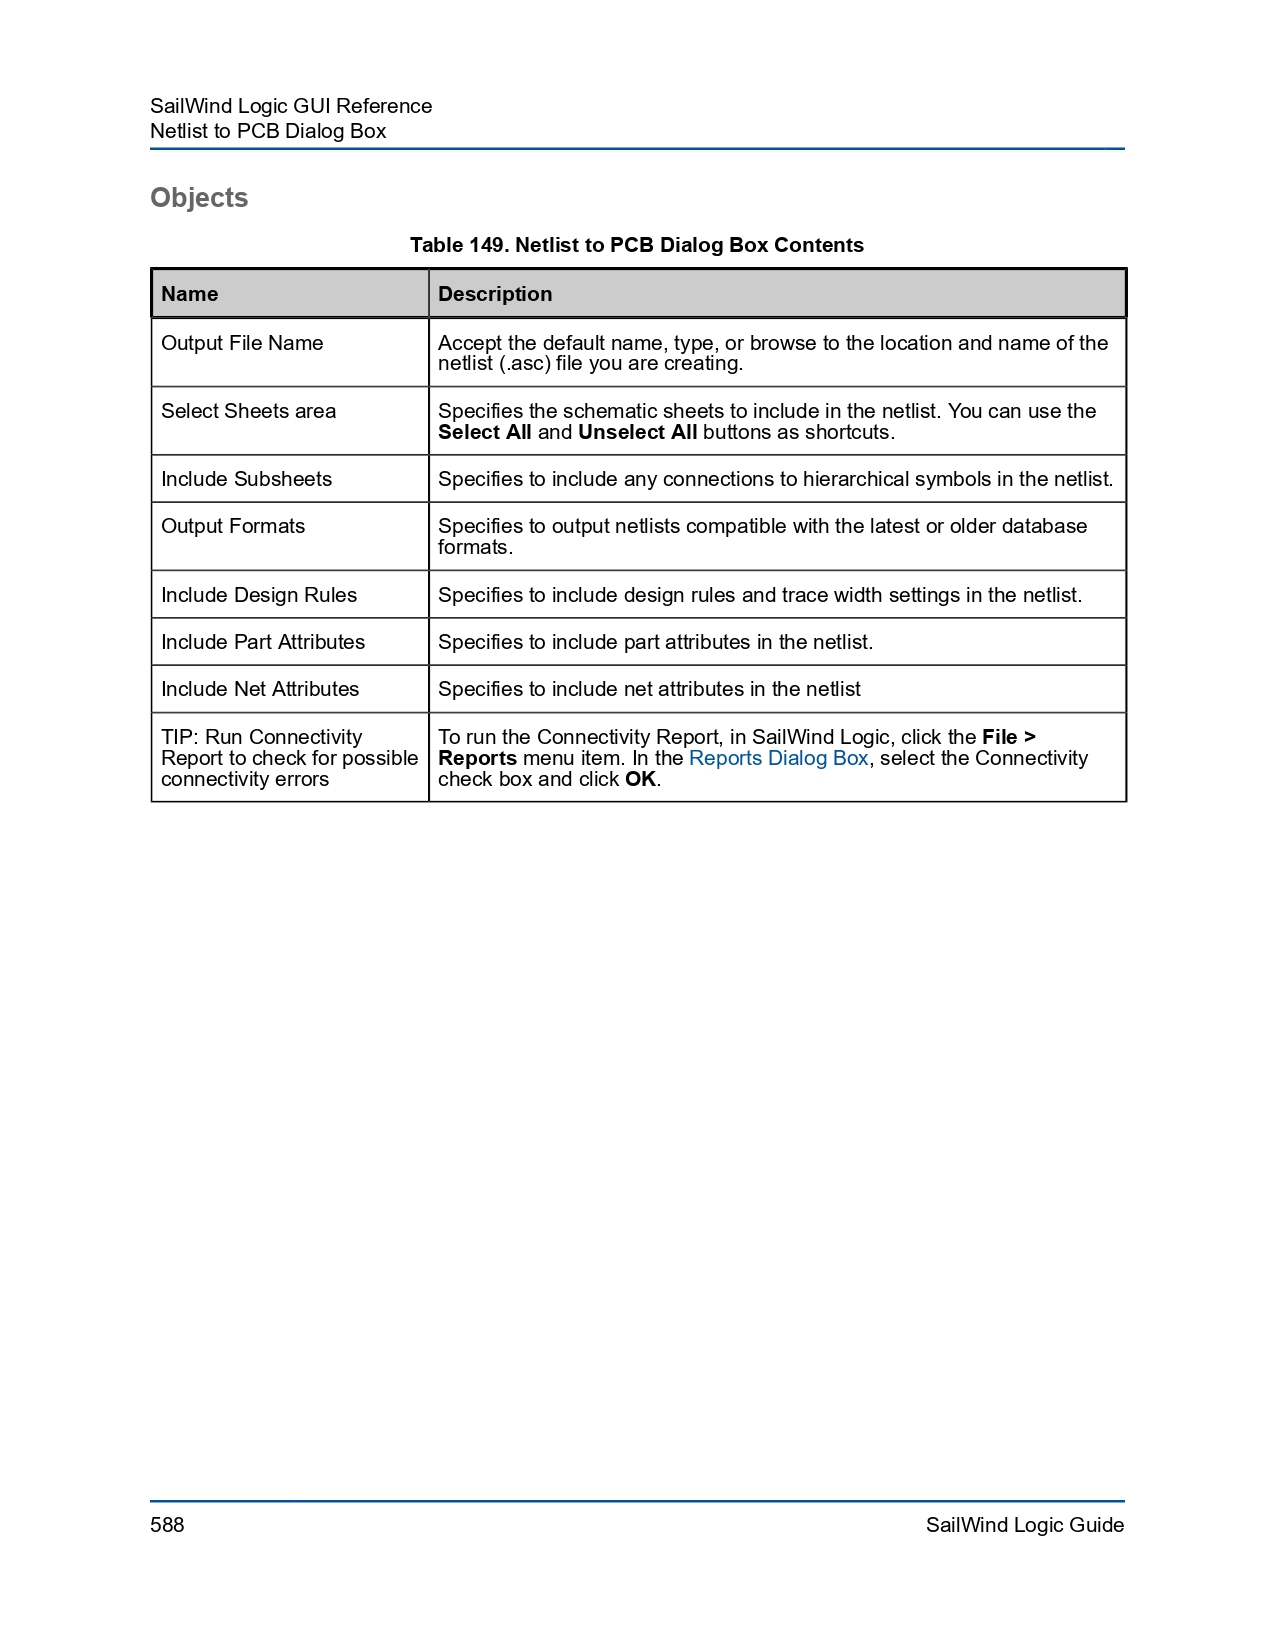 SailWind Logic GUI Reference
Netlist to PCB Dialog Box
Objects
Table 149. Netlist to PCB Dialog Box Contents
Name
Description
Output File Name
Accept the default name, type, or browse to the location and name of the
netlist (.asc) file you are creating.
Select Sheets area
Specifies the schematic sheets to include in the netlist. You can use the
Select All and Unselect All buttons as shortcuts.
Include Subsheets
Specifies to include any connections to hierarchical symbols in the netlist.
Output Formats
Specifies to output netlists compatible with the latest or older database
formats.
Include Design Rules
Specifies to include design rules and trace width settings in the netlist.
Include Part Attributes
Specifies to include part attributes in the netlist.
Include Net Attributes
Specifies to include net attributes in the netlist
TIP: Run Connectivity
Report to check for possible
connectivity errors
To run the Connectivity Report, in SailWind Logic, click the File >
Reports menu item. In the Reports Dialog Box, select the Connectivity
check box and click OK.
588
SailWind Logic Guide